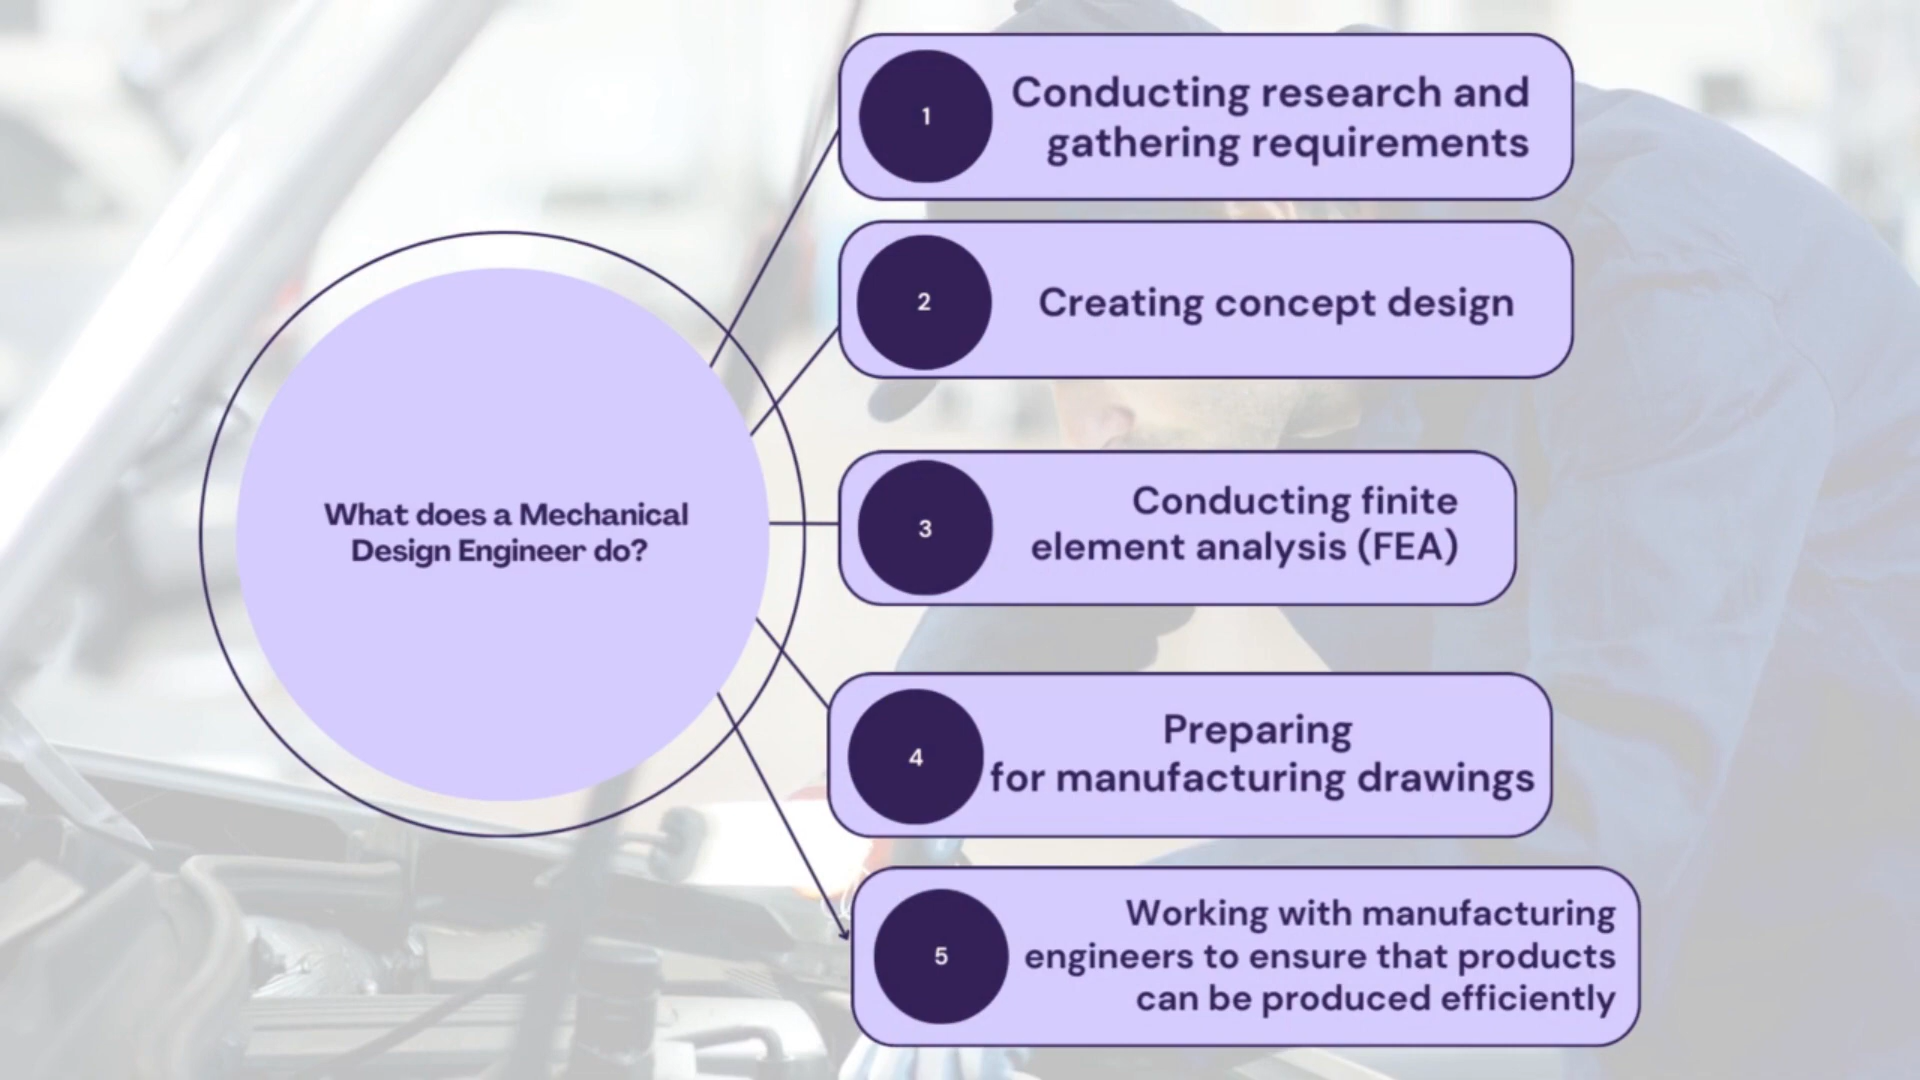 What does a Mechanical
Design Engineer do?
1
Conducting research and
gathering requirements
2
Creating concept design
3
Conducting finite
element analysis (FEA)
4
Preparing
for manufacturing drawings
5
Working with manufacturing
engineers to ensure that products
can be produced efficiently